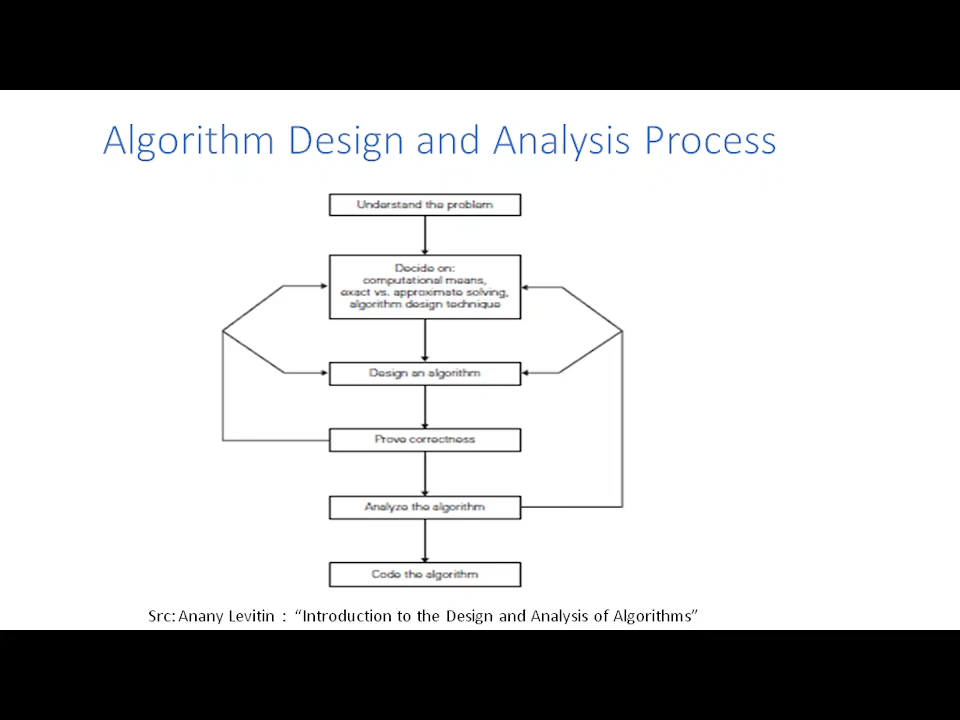 Algorithm Design and Analysis Process
Understand the problem
Decide on:
computational means,
exact vs. approximate solving,
algorithm design technique
Design an algorithm
Prove correctness
Analyze the algorithm
Code the algorithm
Src: Anany Levitin : “Introduction to the Design and Analysis of Algorithms”